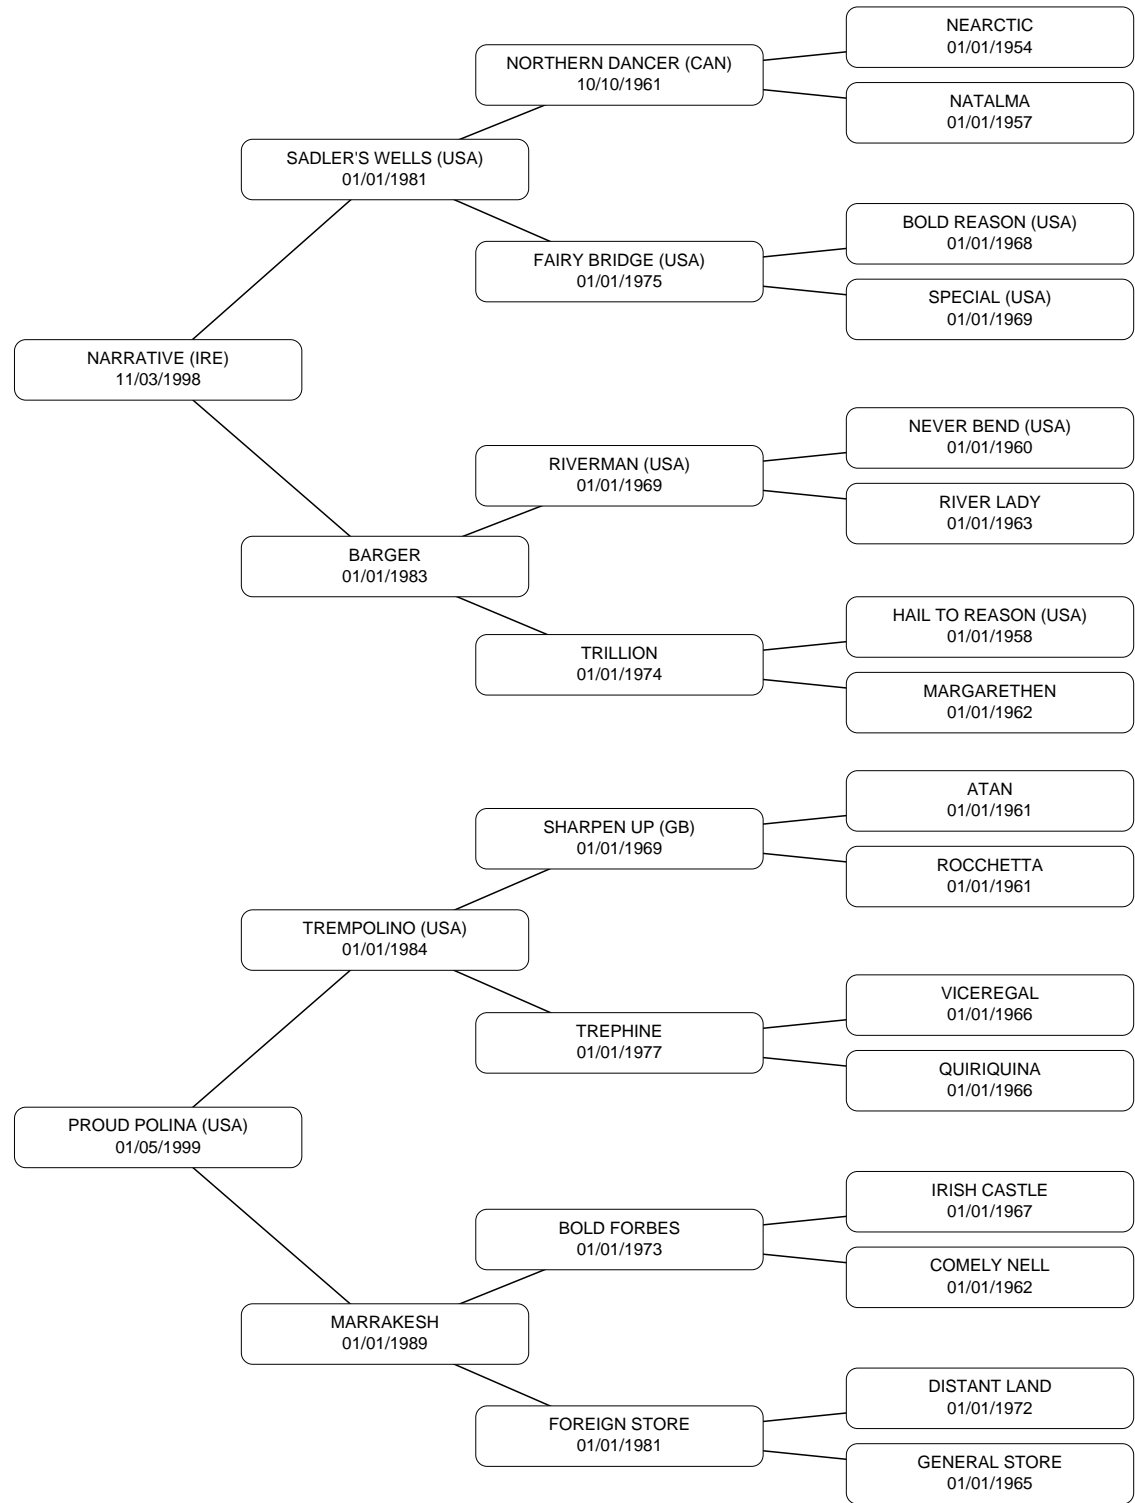 NEARCTIC
01/01/1954
NORTHERN DANCER (CAN)
10/10/1961
NATALMA
01/01/1957
SADLER'S WELLS (USA)
01/01/1981
BOLD REASON (USA)
01/01/1968
FAIRY BRIDGE (USA)
01/01/1975
SPECIAL (USA)
01/01/1969
NARRATIVE (IRE)
11/03/1998
NEVER BEND (USA)
01/01/1960
RIVERMAN (USA)
01/01/1969
RIVER LADY
01/01/1963
BARGER
01/01/1983
HAIL TO REASON (USA)
01/01/1958
TRILLION
01/01/1974
MARGARETHEN
01/01/1962
ATAN
01/01/1961
SHARPEN UP (GB)
01/01/1969
ROCCHETTA
01/01/1961
TREMPOLINO (USA)
01/01/1984
VICEREGAL
01/01/1966
TREPHINE
01/01/1977
QUIRIQUINA
01/01/1966
PROUD POLINA (USA)
01/05/1999
IRISH CASTLE
01/01/1967
BOLD FORBES
01/01/1973
COMELY NELL
01/01/1962
MARRAKESH
01/01/1989
DISTANT LAND
01/01/1972
FOREIGN STORE
01/01/1981
GENERAL STORE
01/01/1965